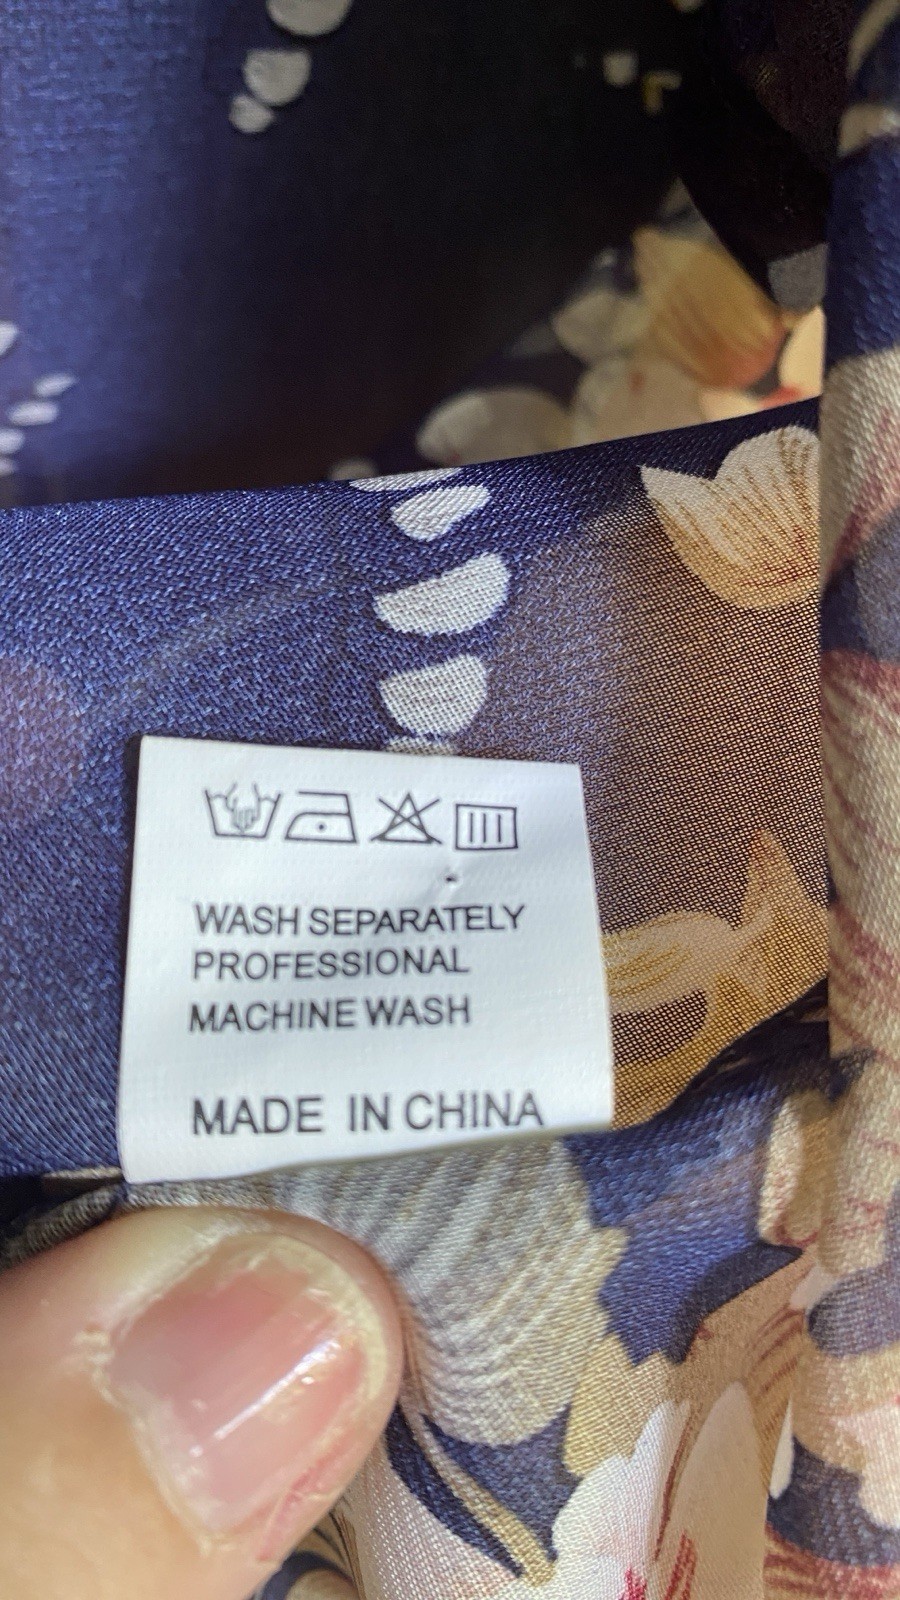 WASH SEPARATELY
PROFESSIONAL
MACHINE WASH
MADE IN CHINA